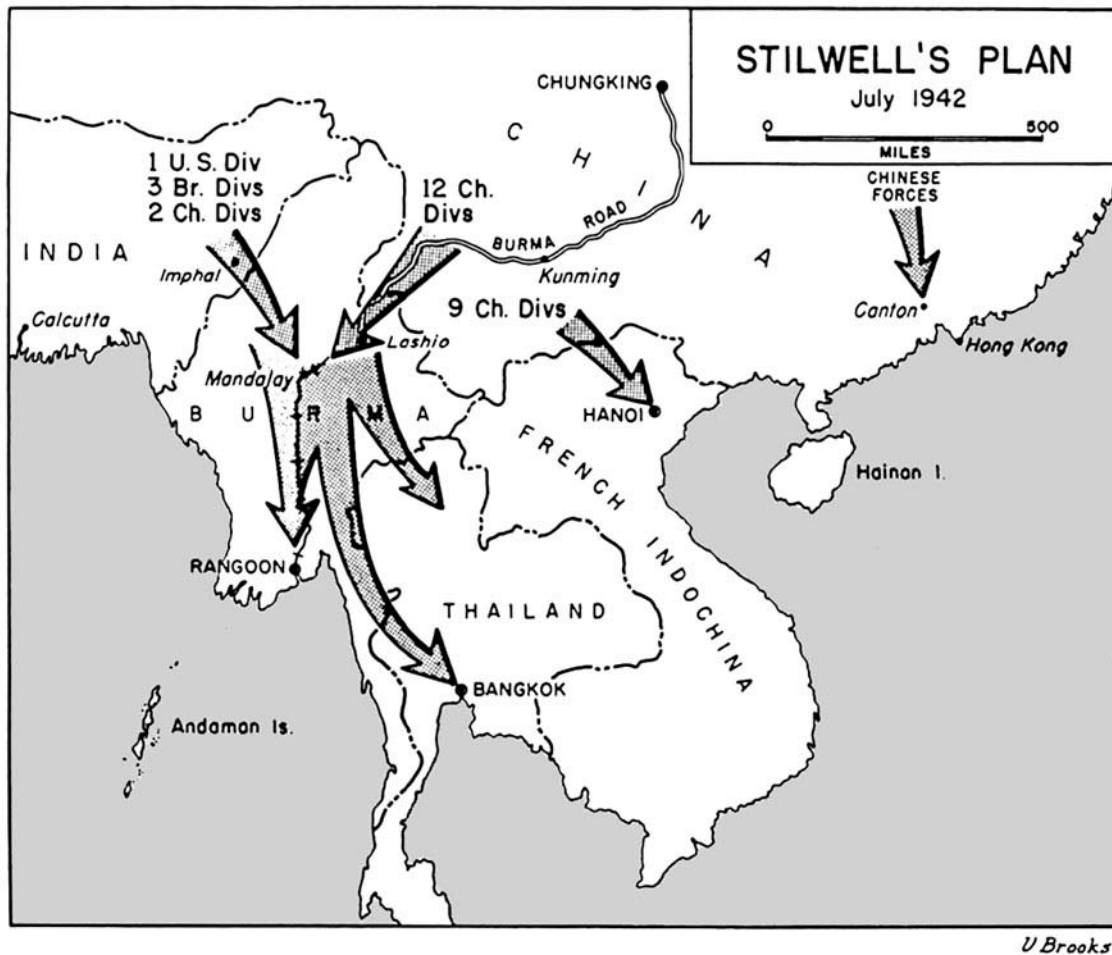 STILWELL'S PLAN
July 1942
0 500
MILES
CHUNGKING
C H I N A
1 U.S. Div
3 Br. Divs
2 Ch. Divs
12 Ch.
Divs
CHINESE
FORCES
BURMA ROAD
INDIA
Imphal
Kunming
Canton
Calcutta
9 Ch. Divs
Lashio
Hong Kong
Mandalay
BURMA
HANOI
FRENCH INDOCHINA
Hainan I.
RANGOON
THAILAND
BANGKOK
Andaman Is.
U Brooks